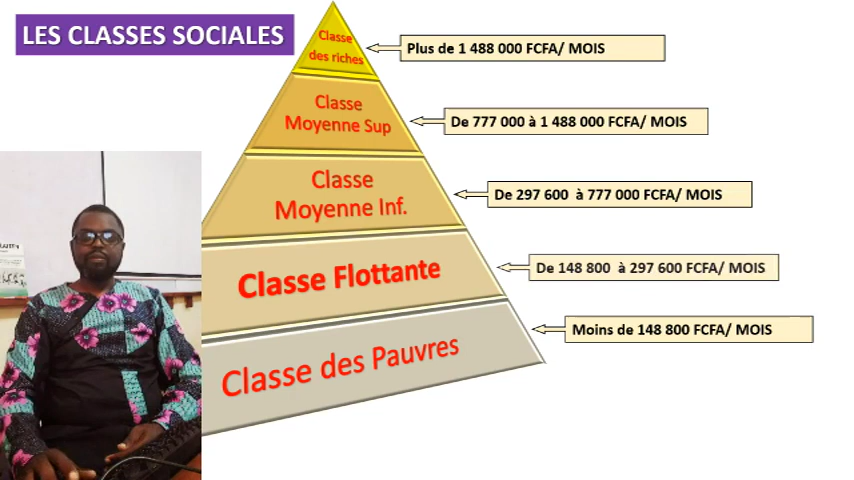 LES CLASSES SOCIALES
Classe
des riches
Plus de 1 488 000 FCFA/ MOIS
Classe
Moyenne Sup
De 777 000 à 1 488 000 FCFA/ MOIS
Classe
Moyenne Inf.
De 297 600 à 777 000 FCFA/ MOIS
Classe Flottante
De 148 800 à 297 600 FCFA/ MOIS
Classe des Pauvres
Moins de 148 800 FCFA/ MOIS